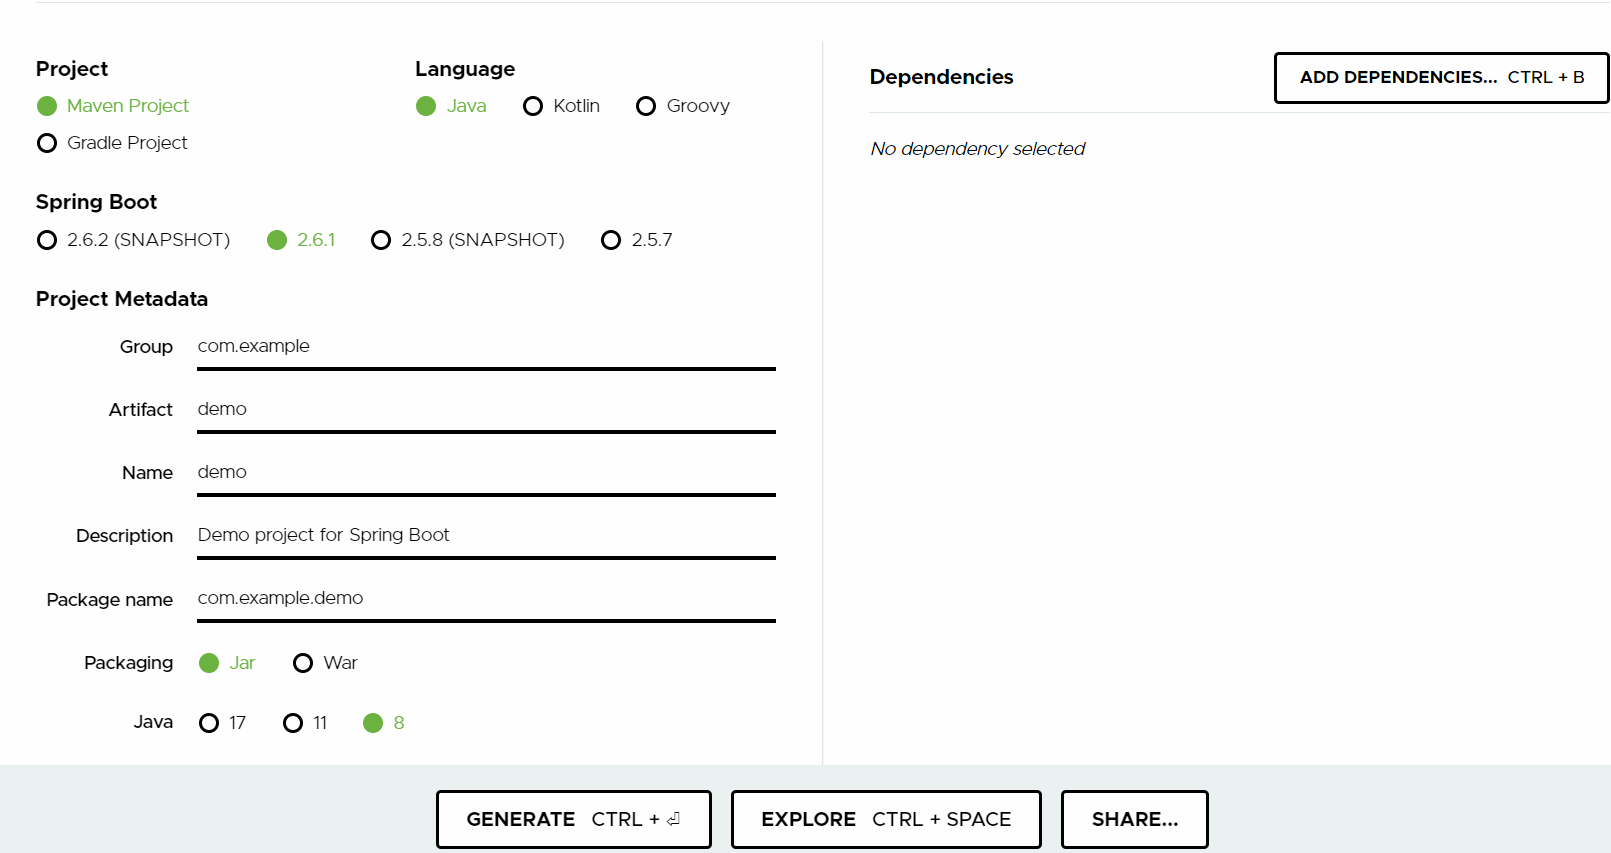 Project
Maven Project
Gradle Project
Language
Java Kotlin Groovy
Spring Boot
2.6.2 (SNAPSHOT) 2.6.1 2.5.8 (SNAPSHOT) 2.5.7
Project Metadata
Group com.example
Artifact demo
Name demo
Description Demo project for Spring Boot
Package name com.example.demo
Packaging Jar War
Java 17 11 8
Dependencies ADD DEPENDENCIES... CTRL + B
No dependency selected
GENERATE CTRL + ⏎ EXPLORE CTRL + SPACE SHARE...